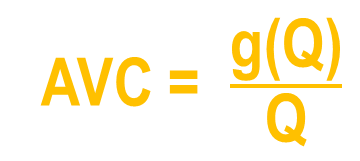 AVC = g(Q)/Q